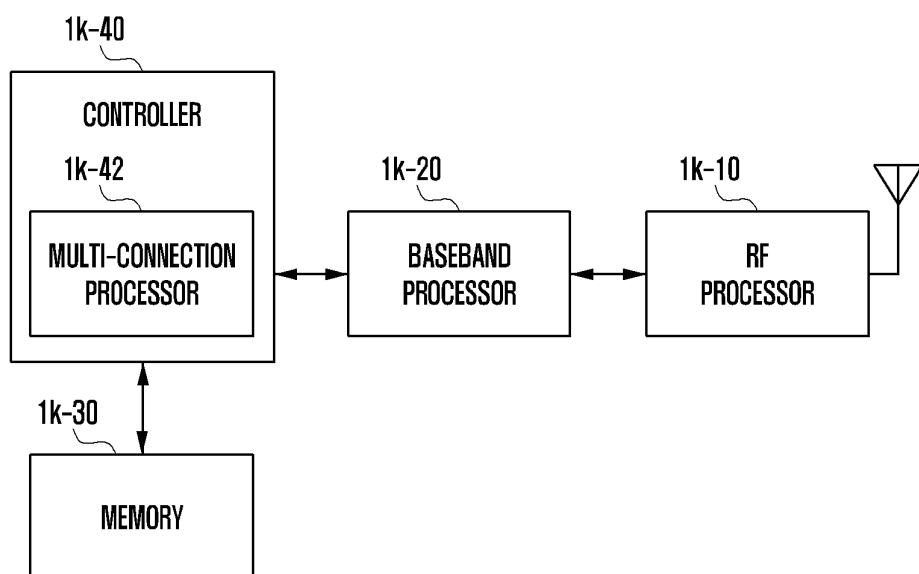 1k-40
CONTROLLER
1k-42
MULTI-CONNECTION
PROCESSOR
1k-20
BASEBAND
PROCESSOR
1k-10
RF
PROCESSOR
1k-30
MEMORY